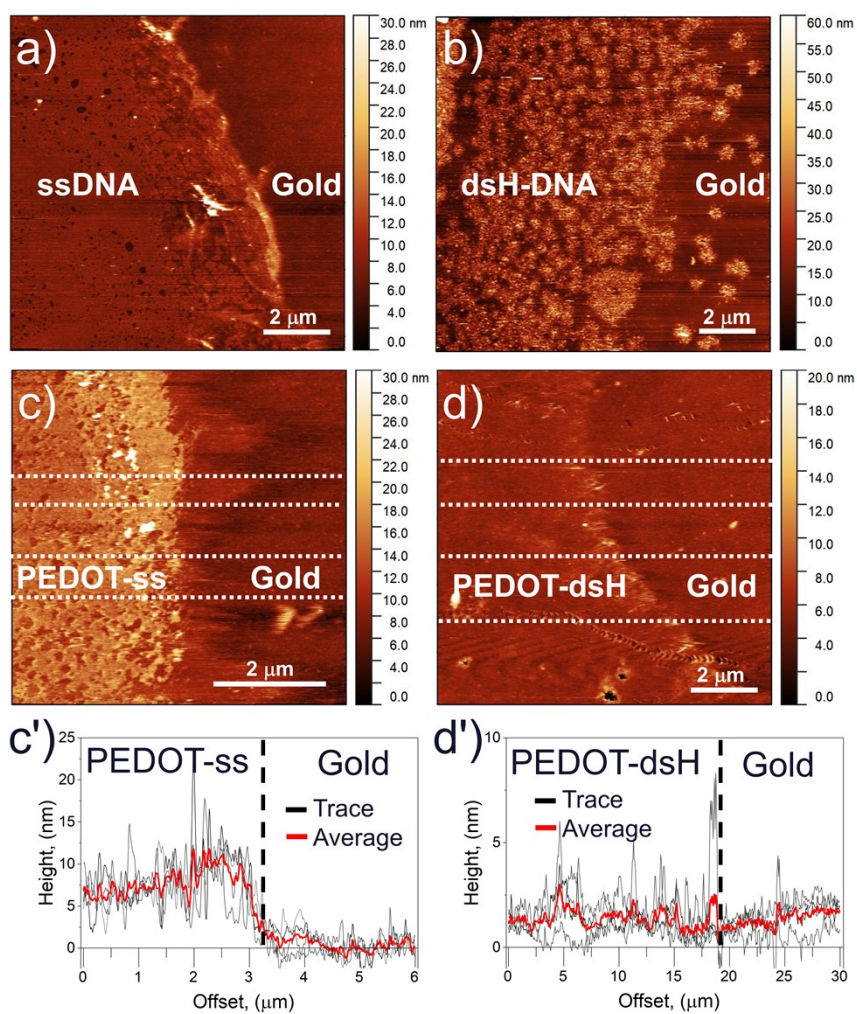 a)
ssDNA
Gold
2 μm
30.0 nm
28.0
26.0
24.0
22.0
20.0
18.0
16.0
14.0
12.0
10.0
8.0
6.0
4.0
2.0
0.0
b)
dsH-DNA
Gold
2 μm
60.0 nm
55.0
50.0
45.0
40.0
35.0
30.0
25.0
20.0
15.0
10.0
5.0
0.0
c)
PEDOT-ss
Gold
2 μm
30.0 nm
28.0
26.0
24.0
22.0
20.0
18.0
16.0
14.0
12.0
10.0
8.0
6.0
4.0
2.0
0.0
d)
PEDOT-dsH
Gold
2 μm
20.0 nm
18.0
16.0
14.0
12.0
10.0
8.0
6.0
4.0
2.0
0.0
c')
PEDOT-ss
Gold
Trace
Average
Height, (nm)
25
20
15
10
5
0
0
1
2
3
4
5
6
Offset, (μm)
d')
PEDOT-dsH
Gold
Trace
Average
Height, (nm)
10
5
0
0
5
10
15
20
25
30
Offset, (μm)